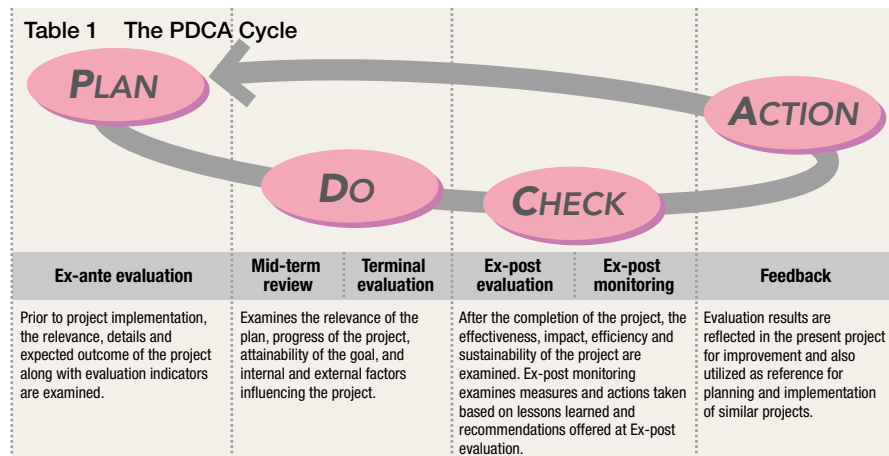 Table 1 The PDCA Cycle
PLAN
ACTION
DO
CHECK
Ex-ante evaluation
Mid-term
review
Terminal
evaluation
Ex-post
evaluation
Ex-post
monitoring
Feedback
Prior to project implementation,
the relevance, details and
expected outcome of the project
along with evaluation indicators
are examined.
Examines the relevance of the
plan, progress of the project,
attainability of the goal, and
internal and external factors
influencing the project.
After the completion of the project, the
effectiveness, impact, efficiency and
sustainability of the project are
examined. Ex-post monitoring
examines measures and actions taken
based on lessons learned and
recommendations offered at Ex-post
evaluation.
Evaluation results are
reflected in the present project
for improvement and also
utilized as reference for
planning and implementation
of similar projects.